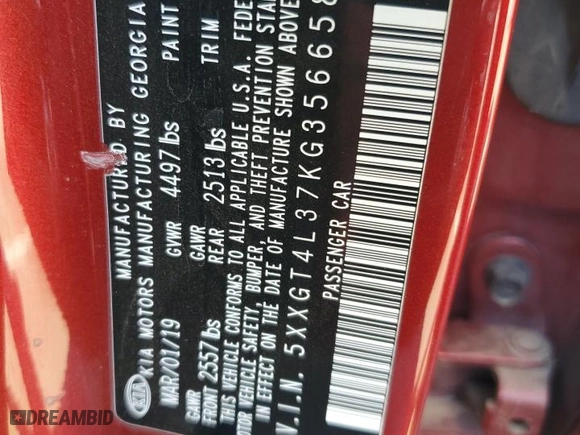 MANUFACTURED BY
KIA MOTORS MANUFACTURING GEORGIA
MAR/01/19 GVWR 4497 lbs PAINT
GAWR GAWR
FRONT 2557 lbs REAR 2513 lbs TRIM
THIS VEHICLE CONFORMS TO ALL APPLICABLE U.S.A. FEDE
MOTOR VEHICLE SAFETY, BUMPER, AND THEFT PREVENTION STA
IN EFFECT ON THE DATE OF MANUFACTURE SHOWN ABOVE
V.I.N. 5XXGT4L37KG356658
PASSENGER CAR
KIA
DREAMBID